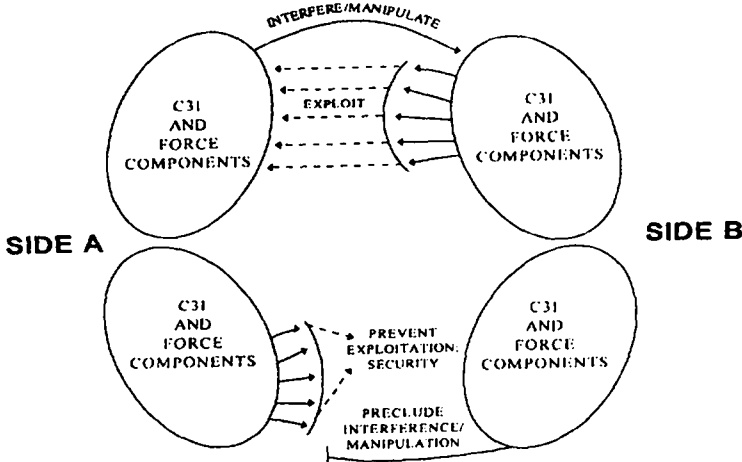 INTERFERE/MANIPULATE
C3I
AND
FORCE
COMPONENTS
EXPLOIT
C3I
AND
FORCE
COMPONENTS
SIDE A
SIDE B
C3I
AND
FORCE
COMPONENTS
PREVENT
EXPLOITATION:
SECURITY
C3I
AND
FORCE
COMPONENTS
PRECLUDE
INTERFERENCE/
MANIPULATION